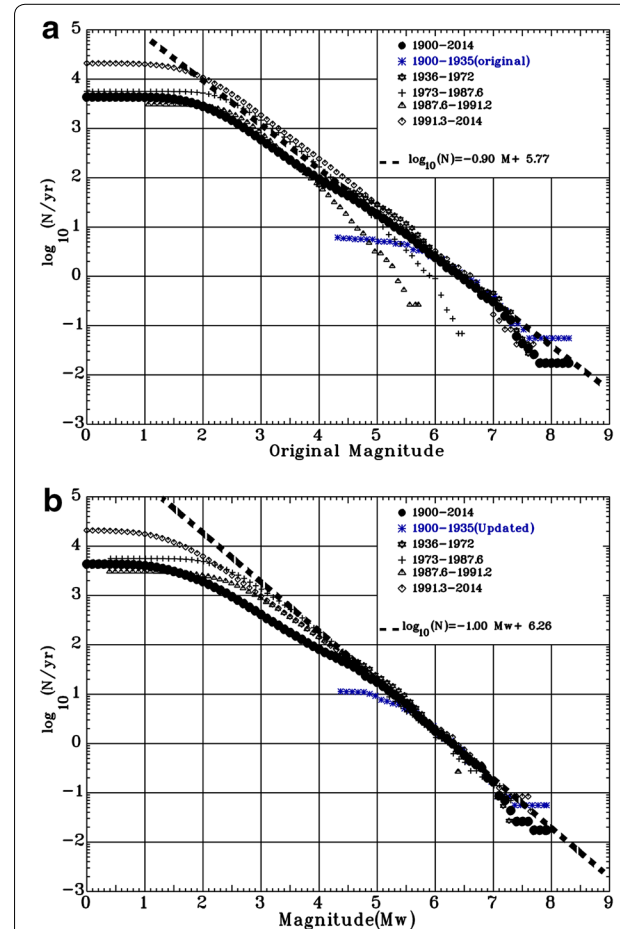 a
5
4
3
2
1
0
−1
−2
−3
log10(N/yr)
1900−2014
1900−1935(original)
1936−1972
1973−1987.6
1987.6−1991.2
1991.3−2014
log10(N)=−0.90 M+ 5.77
0 1 2 3 4 5 6 7 8 9
Original Magnitude
b
5
4
3
2
1
0
−1
−2
−3
log10(N/yr)
1900−2014
1900−1935(Updated)
1936−1972
1973−1987.6
1987.6−1991.2
1991.3−2014
log10(N)=−1.00 Mw+ 6.26
0 1 2 3 4 5 6 7 8 9
Magnitude(Mw)